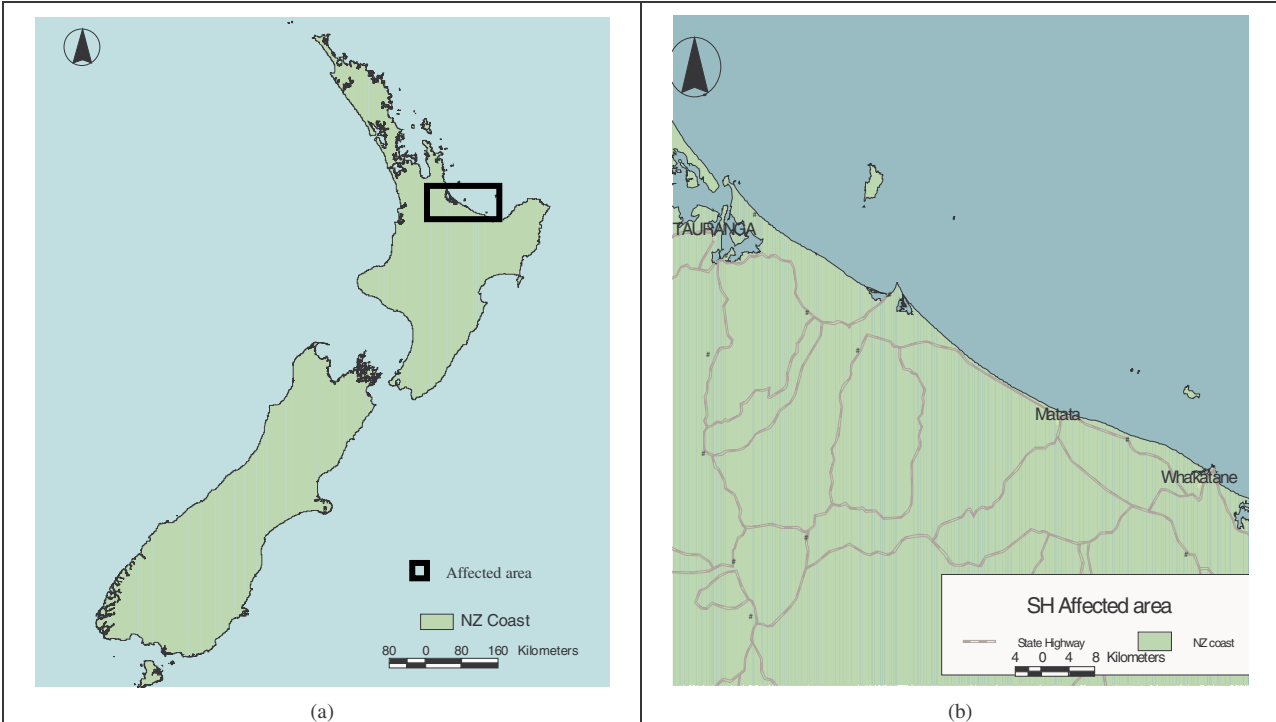 Affected area
NZ Coast
80 0 80 160 Kilometers
(a)
TAURANGA
Matata
Whakatane
SH Affected area
State Highway
NZ coast
4 0 4 8 Kilometers
(b)